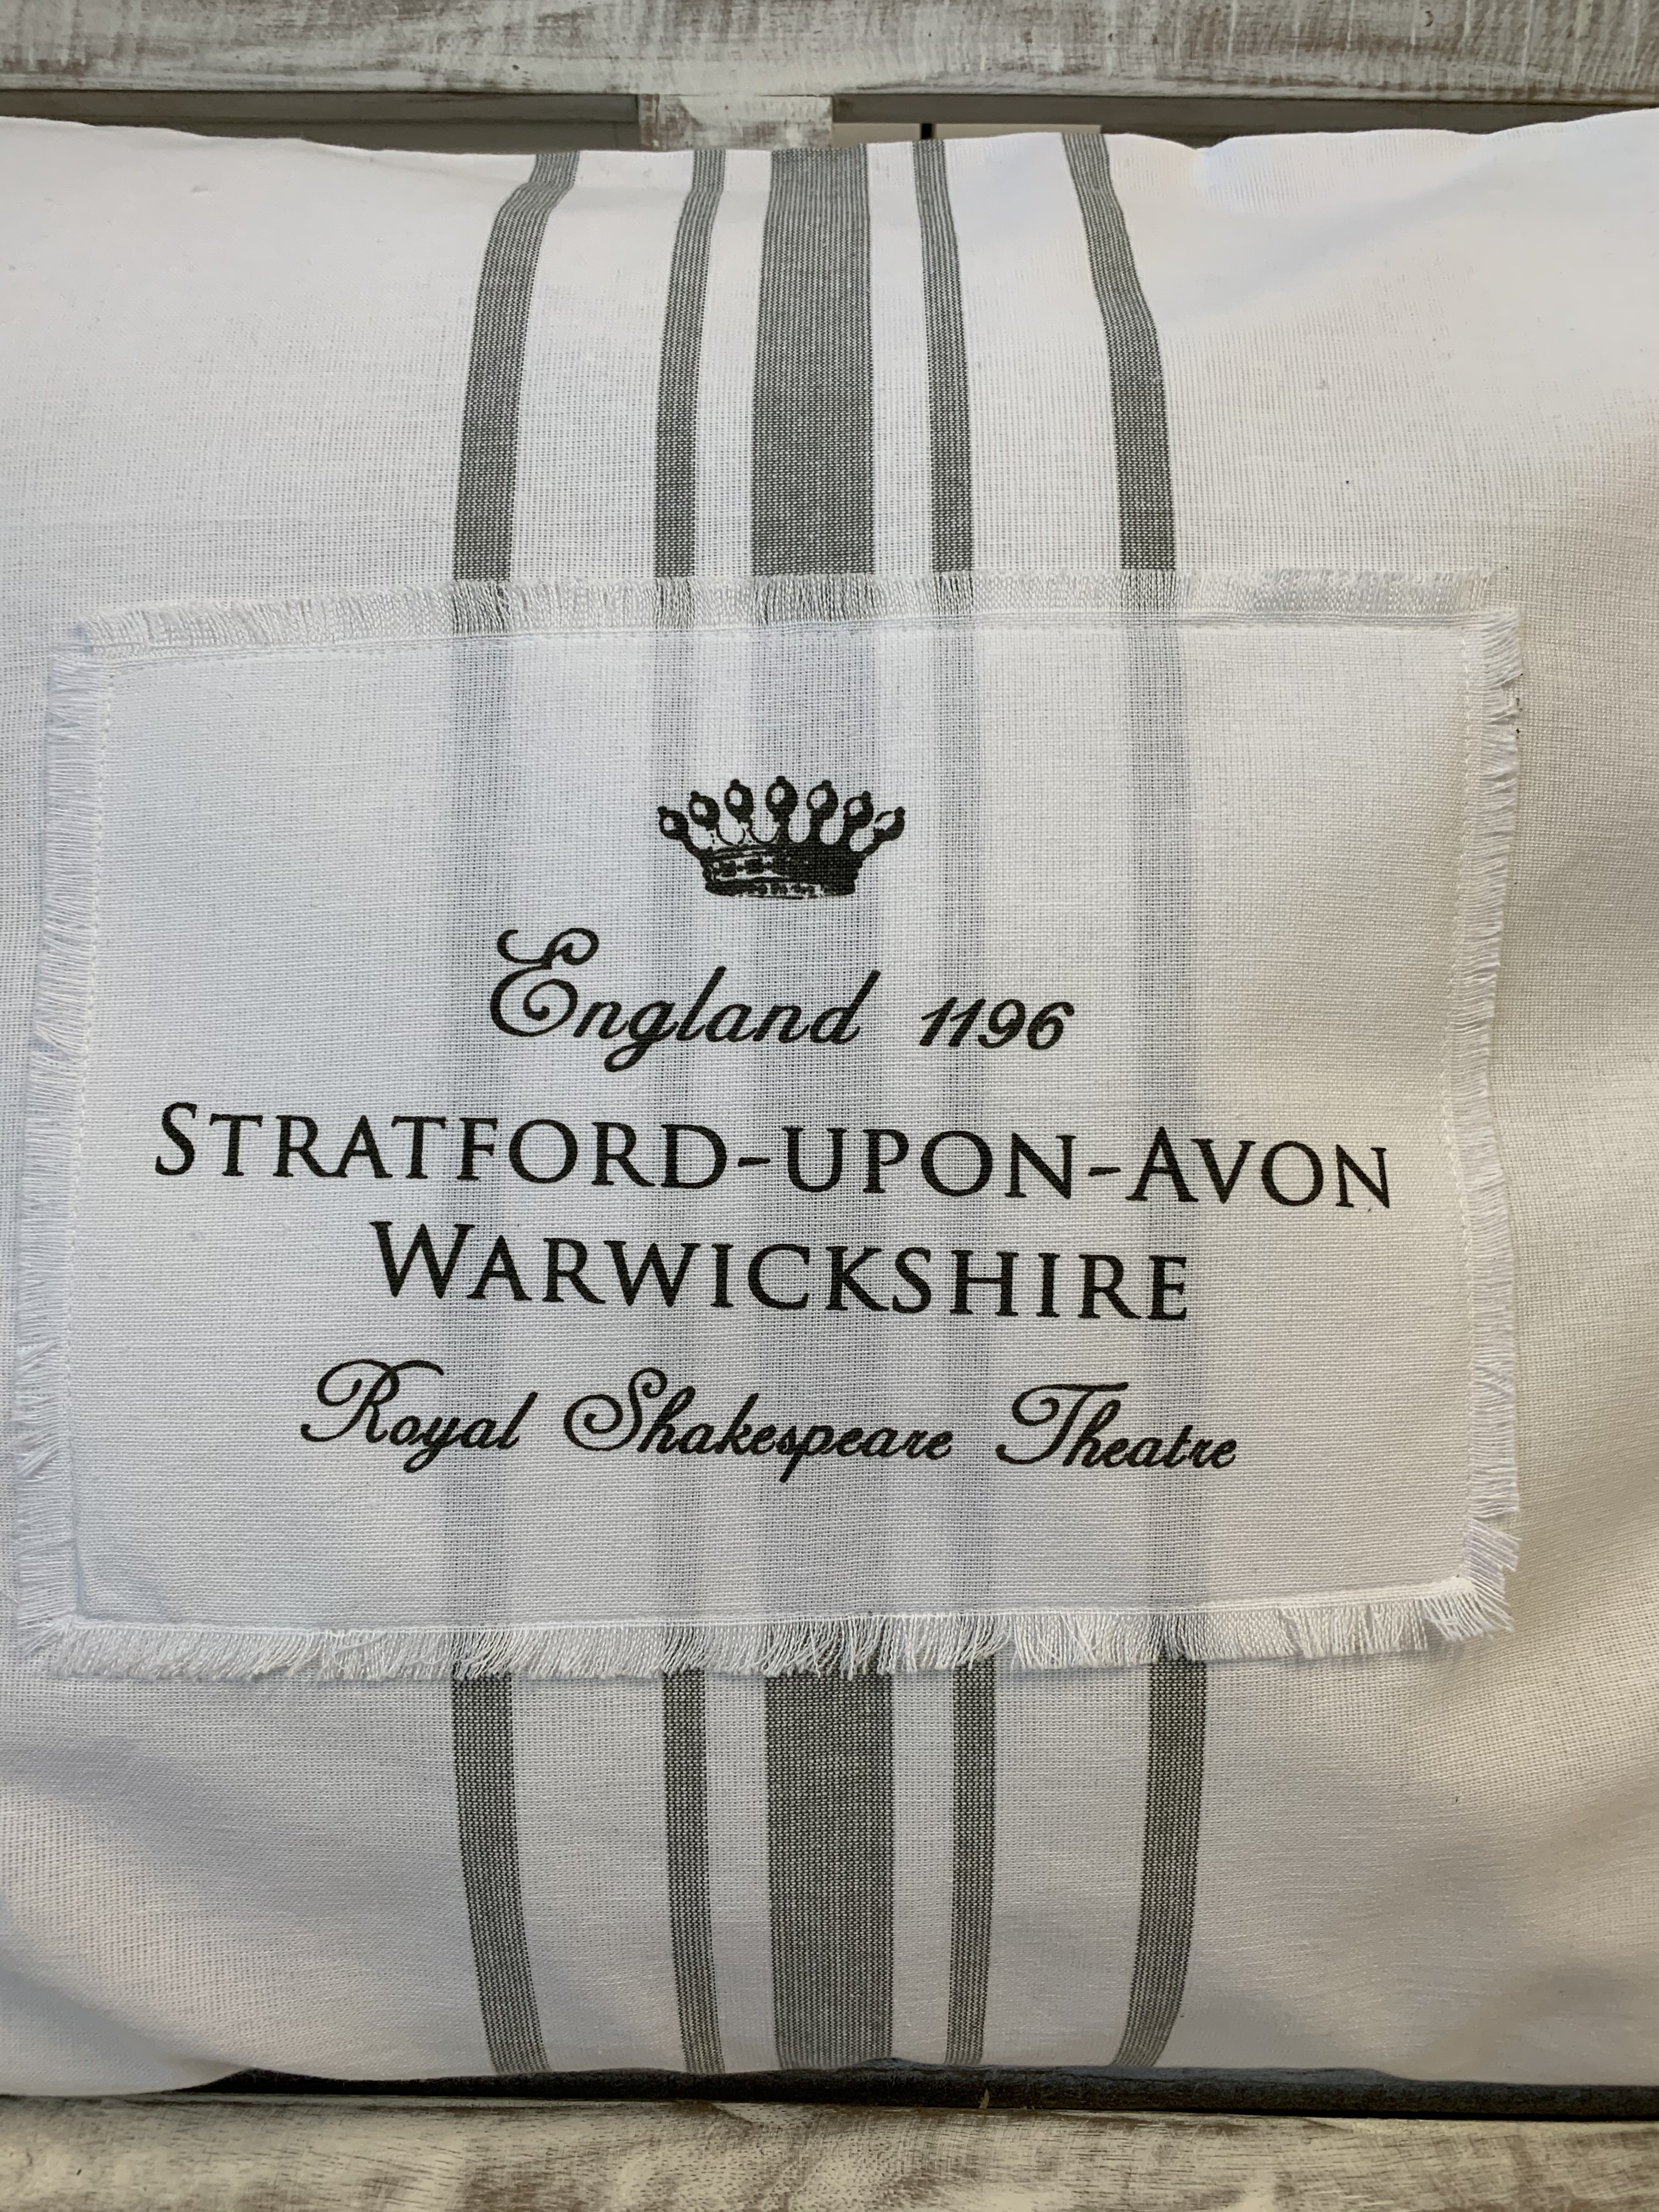 England 1196
STRATFORD-UPON-AVON
WARWICKSHIRE
Royal Shakespeare Theatre